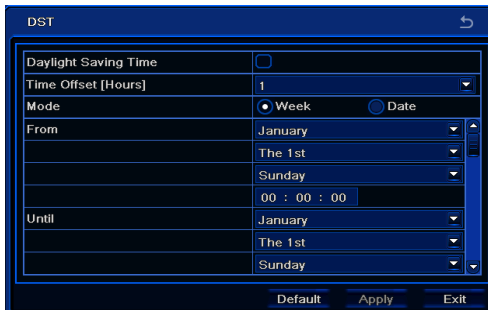 DST
Daylight Saving Time
Time Offset [Hours] 1
Mode Week Date
From January
The 1st
Sunday
00 : 00 : 00
Until January
The 1st
Sunday
Default Apply Exit